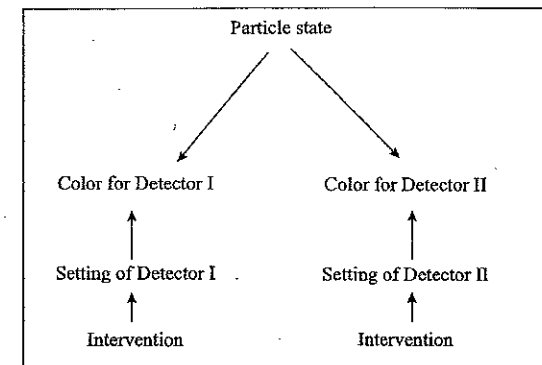 Particle state
Color for Detector I
Color for Detector II
Setting of Detector I
Setting of Detector II
Intervention
Intervention